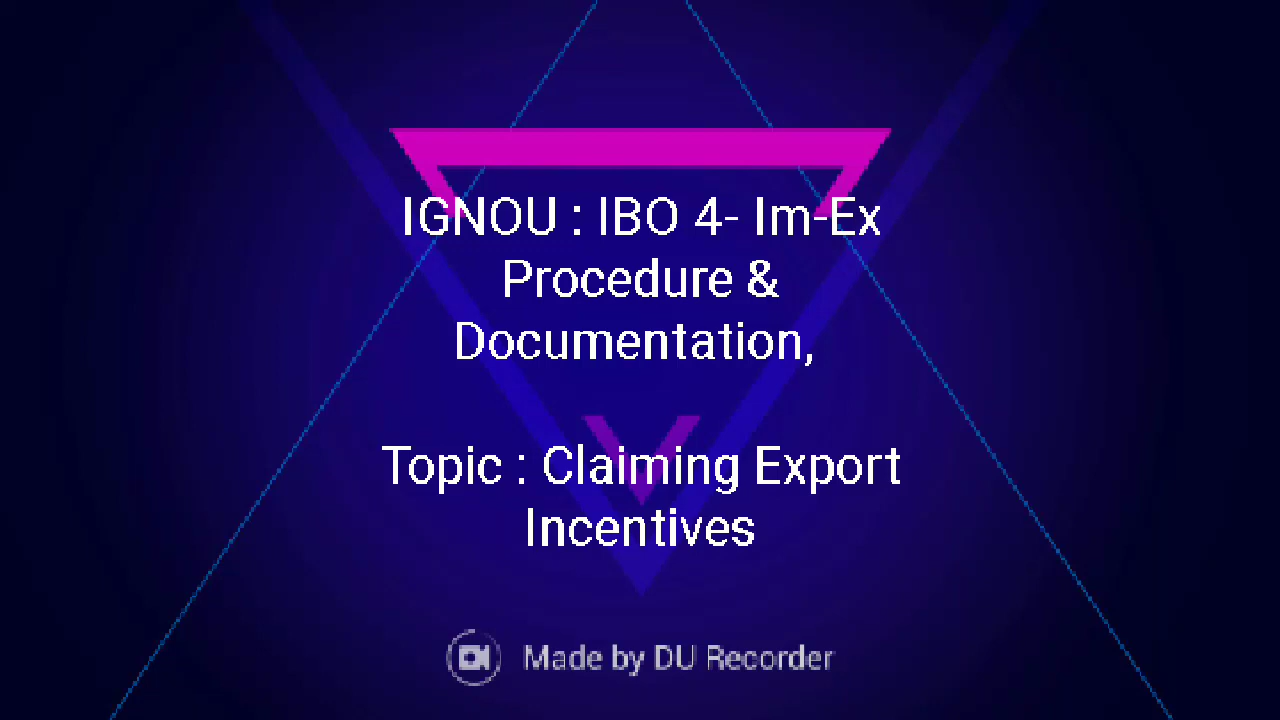 IGNOU : IBO 4- Im-Ex
Procedure &
Documentation,
Topic : Claiming Export
Incentives
Made by DU Recorder